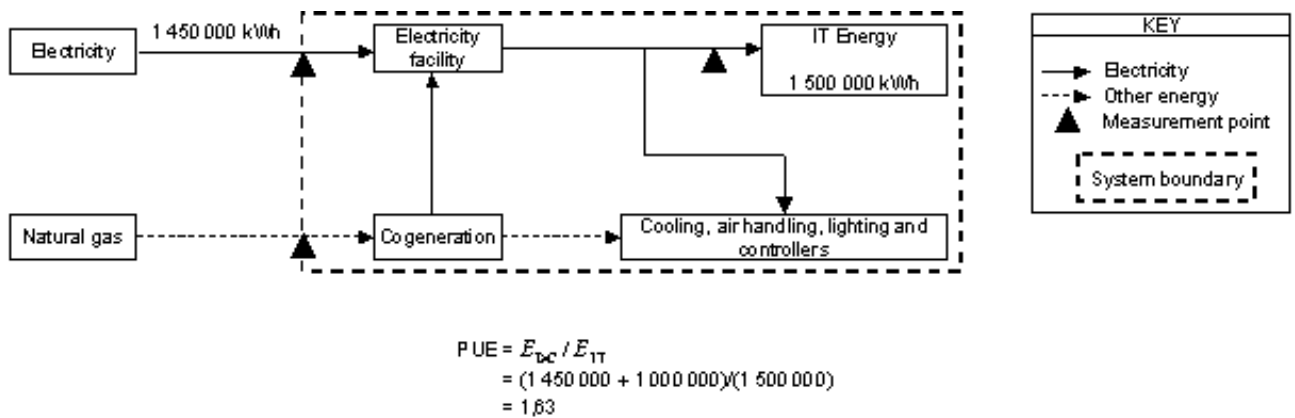 1 450 000 kWh
Electricity
Electricity
facility
IT Energy
1 500 000 kWh
Natural gas
Cogeneration
Cooling, air handling, lighting and
controllers
KEY
Electricity
Other energy
Measurement point
System boundary
PUE = E_DC / E_IT
= (1 450 000 + 1 000 000)/(1 500 000)
= 1,63